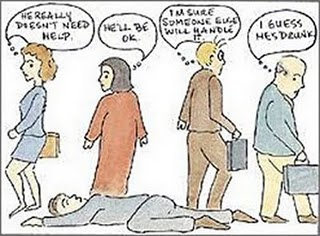 HE REALLY
DOESN'T NEED
HELP.
HE'LL BE
OK.
I'M SURE
SOMEONE ELSE
WILL HANDLE
IT.
I GUESS
HE'S DRUNK